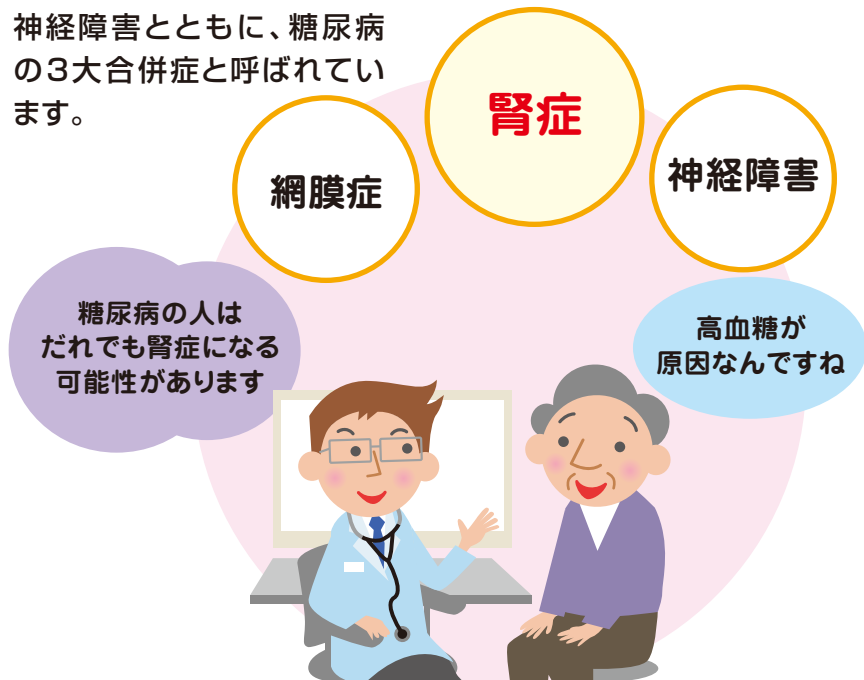 神経障害とともに、糖尿病
の３大合併症と呼ばれてい
ます。
腎症
網膜症
神経障害
糖尿病の人は
だれでも腎症になる
可能性があります
高血糖が
原因なんですね